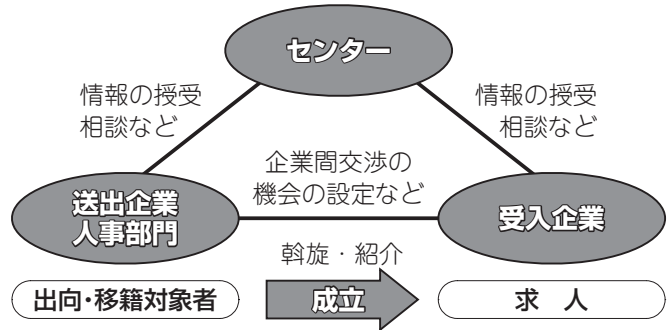 センター
情報の授受
相談など
情報の授受
相談など
企業間交渉の
機会の設定など
送出企業
人事部門
受入企業
斡旋・紹介
出向・移籍対象者
成立
求 人